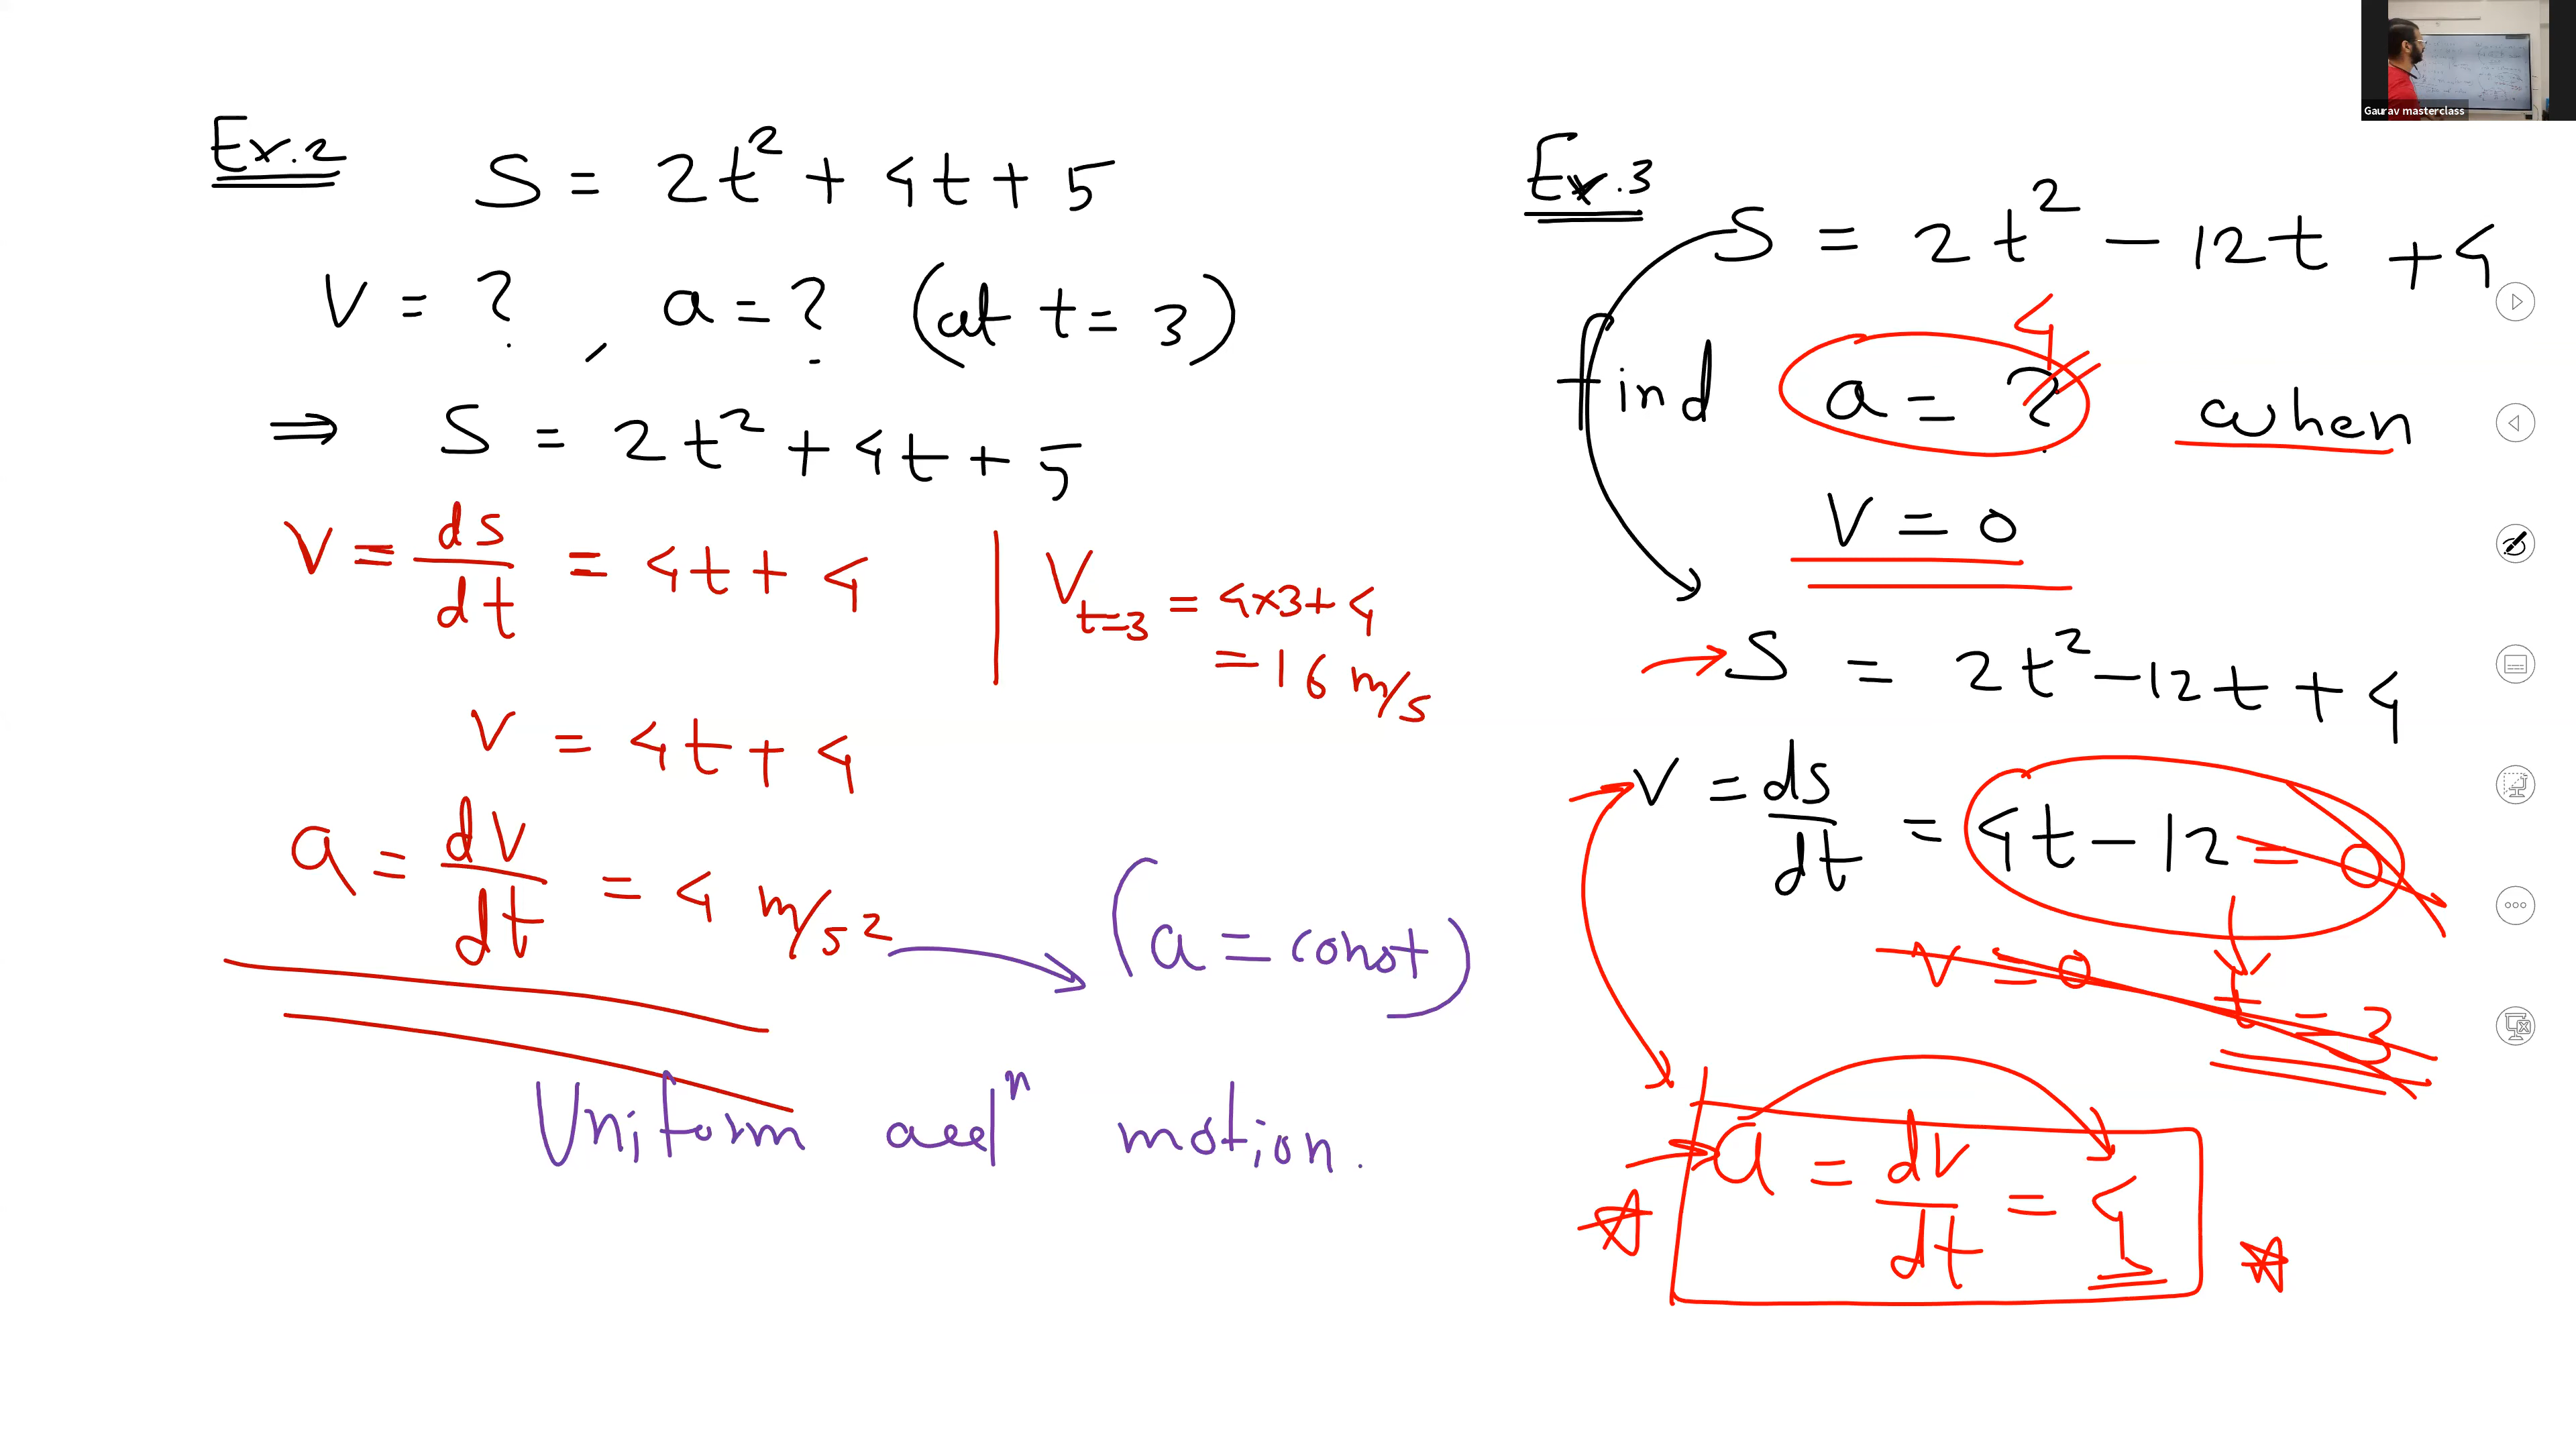 Ex.2
S = 2t² + 4t + 5
V = ? , a = ? (at t = 3)
⇒ S = 2t² + 4t + 5
V = ds/dt = 4t + 4
V t=3 = 4×3+4
= 16 m/s
v = 4t + 4
a = dv/dt = 4 m/s²
(a = const)
Uniform acclⁿ motion.
Ex.3
S = 2t² − 12t + 4
4
find a = ? when
V = 0
→ S = 2t² − 12t + 4
→ V = ds/dt = 4t − 12 = 0
v = 0
t = 3
a = dv/dt = 4
Gaurav masterclass